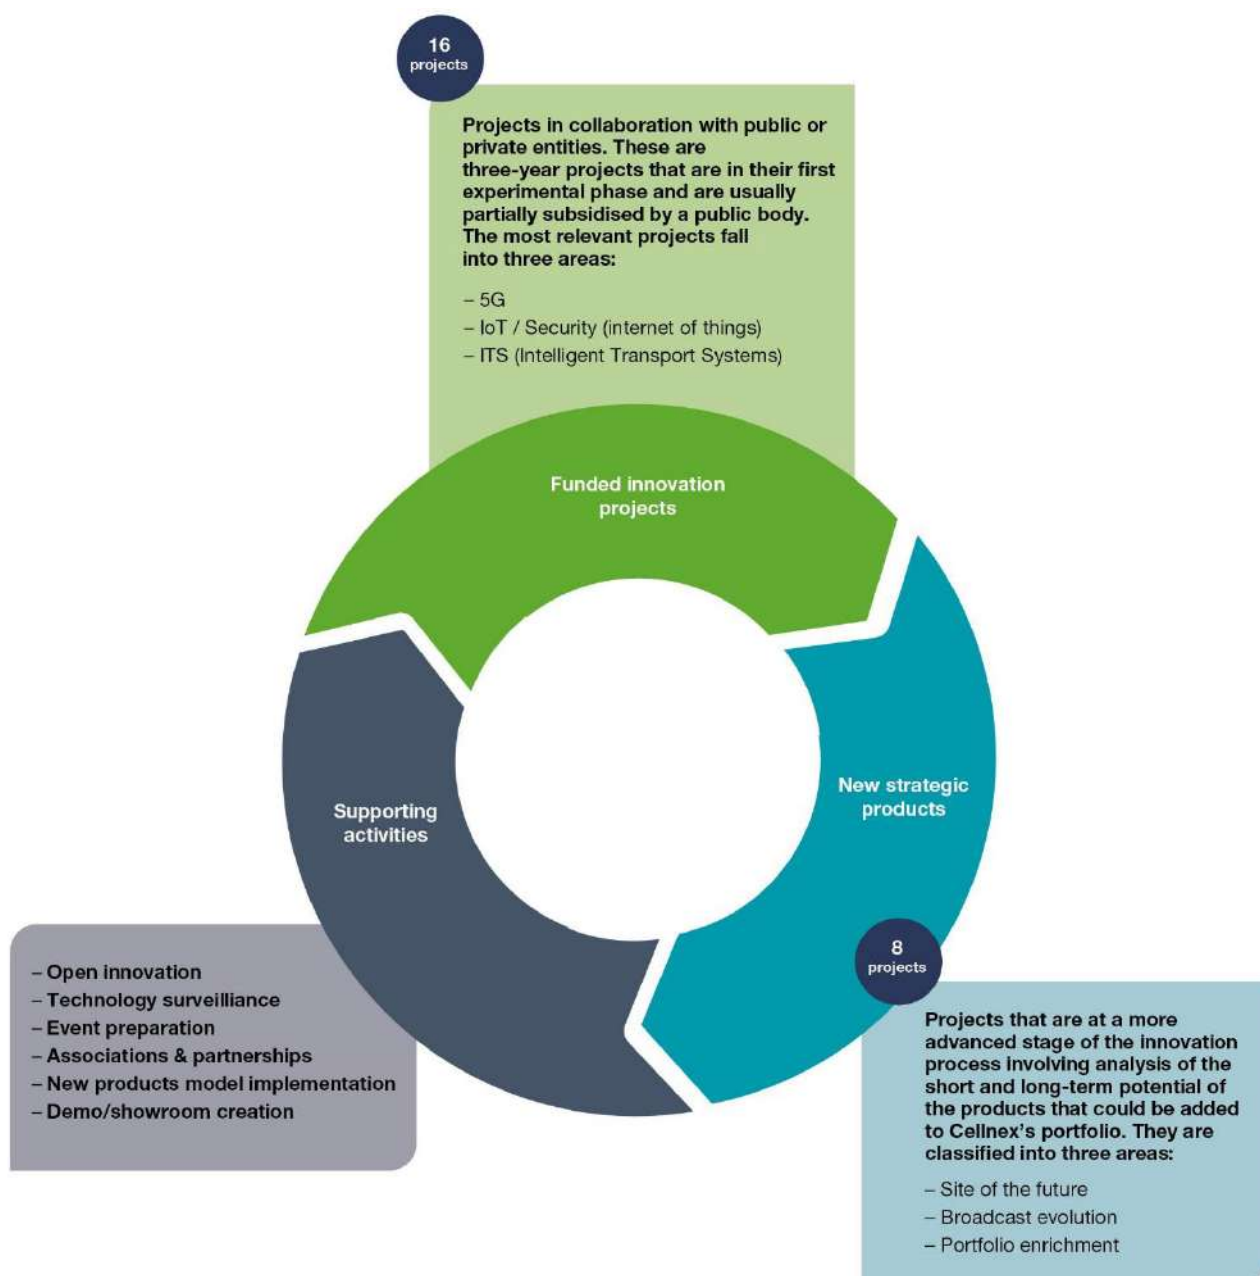 16
projects
Projects in collaboration with public or
private entities. These are
three-year projects that are in their first
experimental phase and are usually
partially subsidised by a public body.
The most relevant projects fall
into three areas:
– 5G
– IoT / Security (internet of things)
– ITS (Intelligent Transport Systems)
Funded innovation
projects
New strategic
products
Supporting
activities
– Open innovation
– Technology surveilliance
– Event preparation
– Associations & partnerships
– New products model implementation
– Demo/showroom creation
8
projects
Projects that are at a more
advanced stage of the innovation
process involving analysis of the
short and long-term potential of
the products that could be added
to Cellnex's portfolio. They are
classified into three areas:
– Site of the future
– Broadcast evolution
– Portfolio enrichment